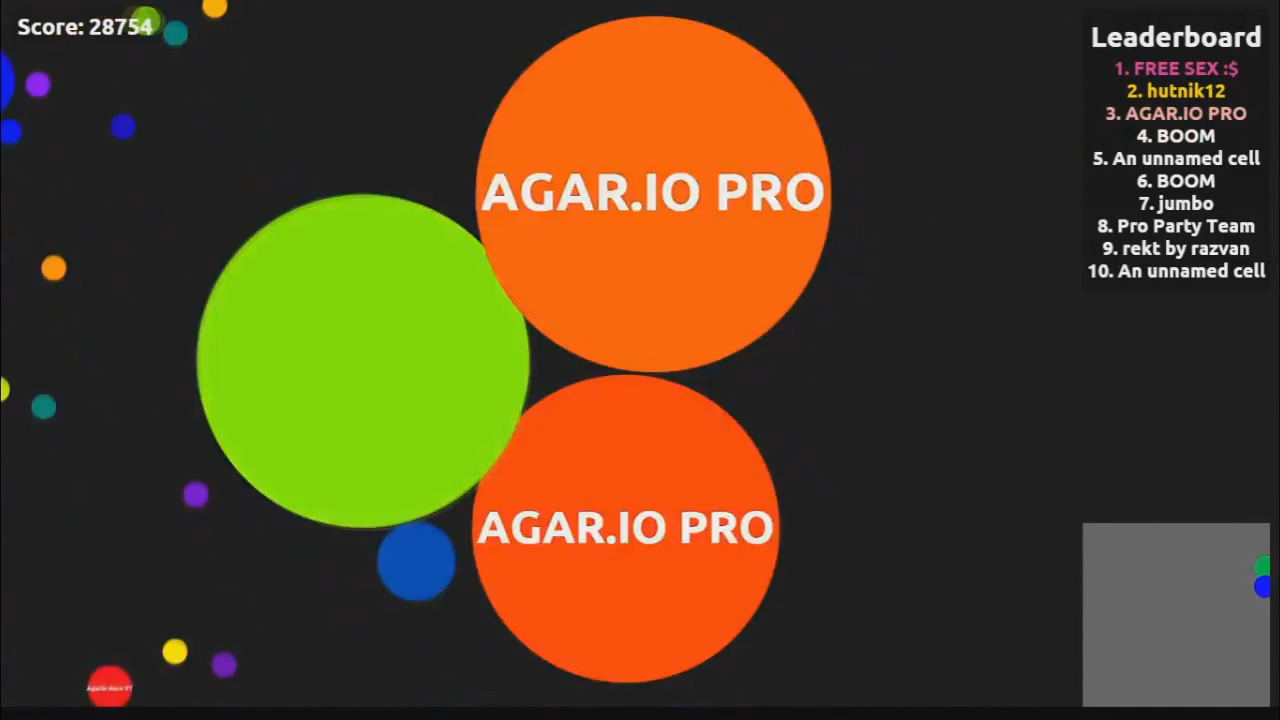 Score: 28754
AGAR.IO PRO
AGAR.IO PRO
Leaderboard
1. FREE SEX :$
2. hutnik12
3. AGAR.IO PRO
4. BOOM
5. An unnamed cell
6. BOOM
7. jumbo
8. Pro Party Team
9. rekt by razvan
10. An unnamed cell